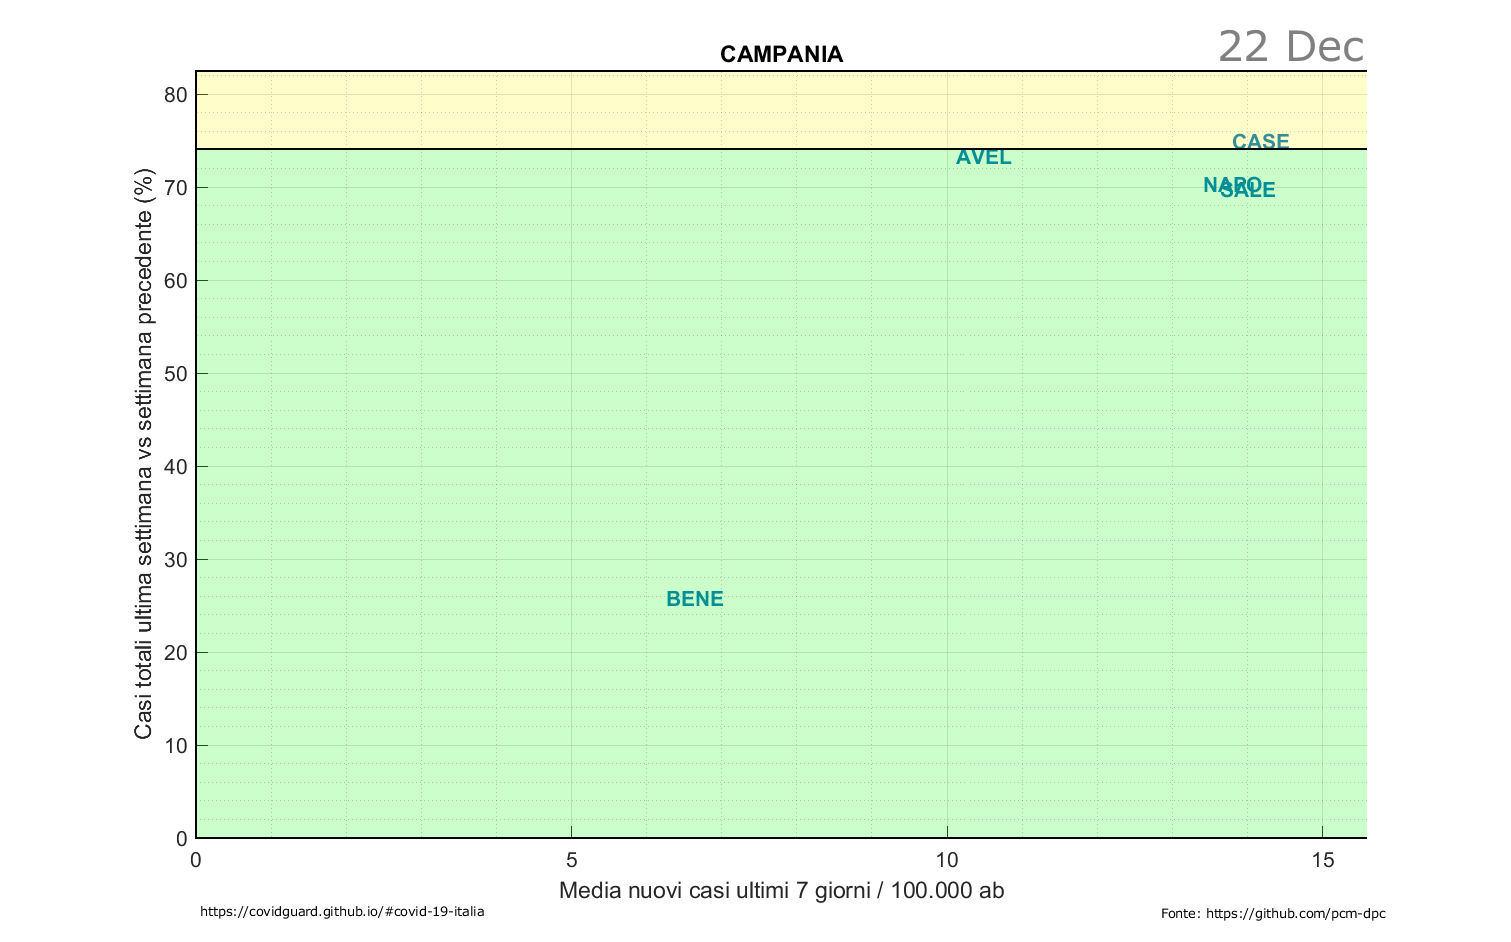 22 Dec
CAMPANIA
Casi totali ultima settimana vs settimana precedente (%)
80
70
60
50
40
30
20
10
0
CASE
AVEL
NAPO
SALE
BENE
0
5
10
15
Media nuovi casi ultimi 7 giorni / 100.000 ab
https://covidguard.github.io/#covid-19-italia
Fonte: https://github.com/pcm-dpc